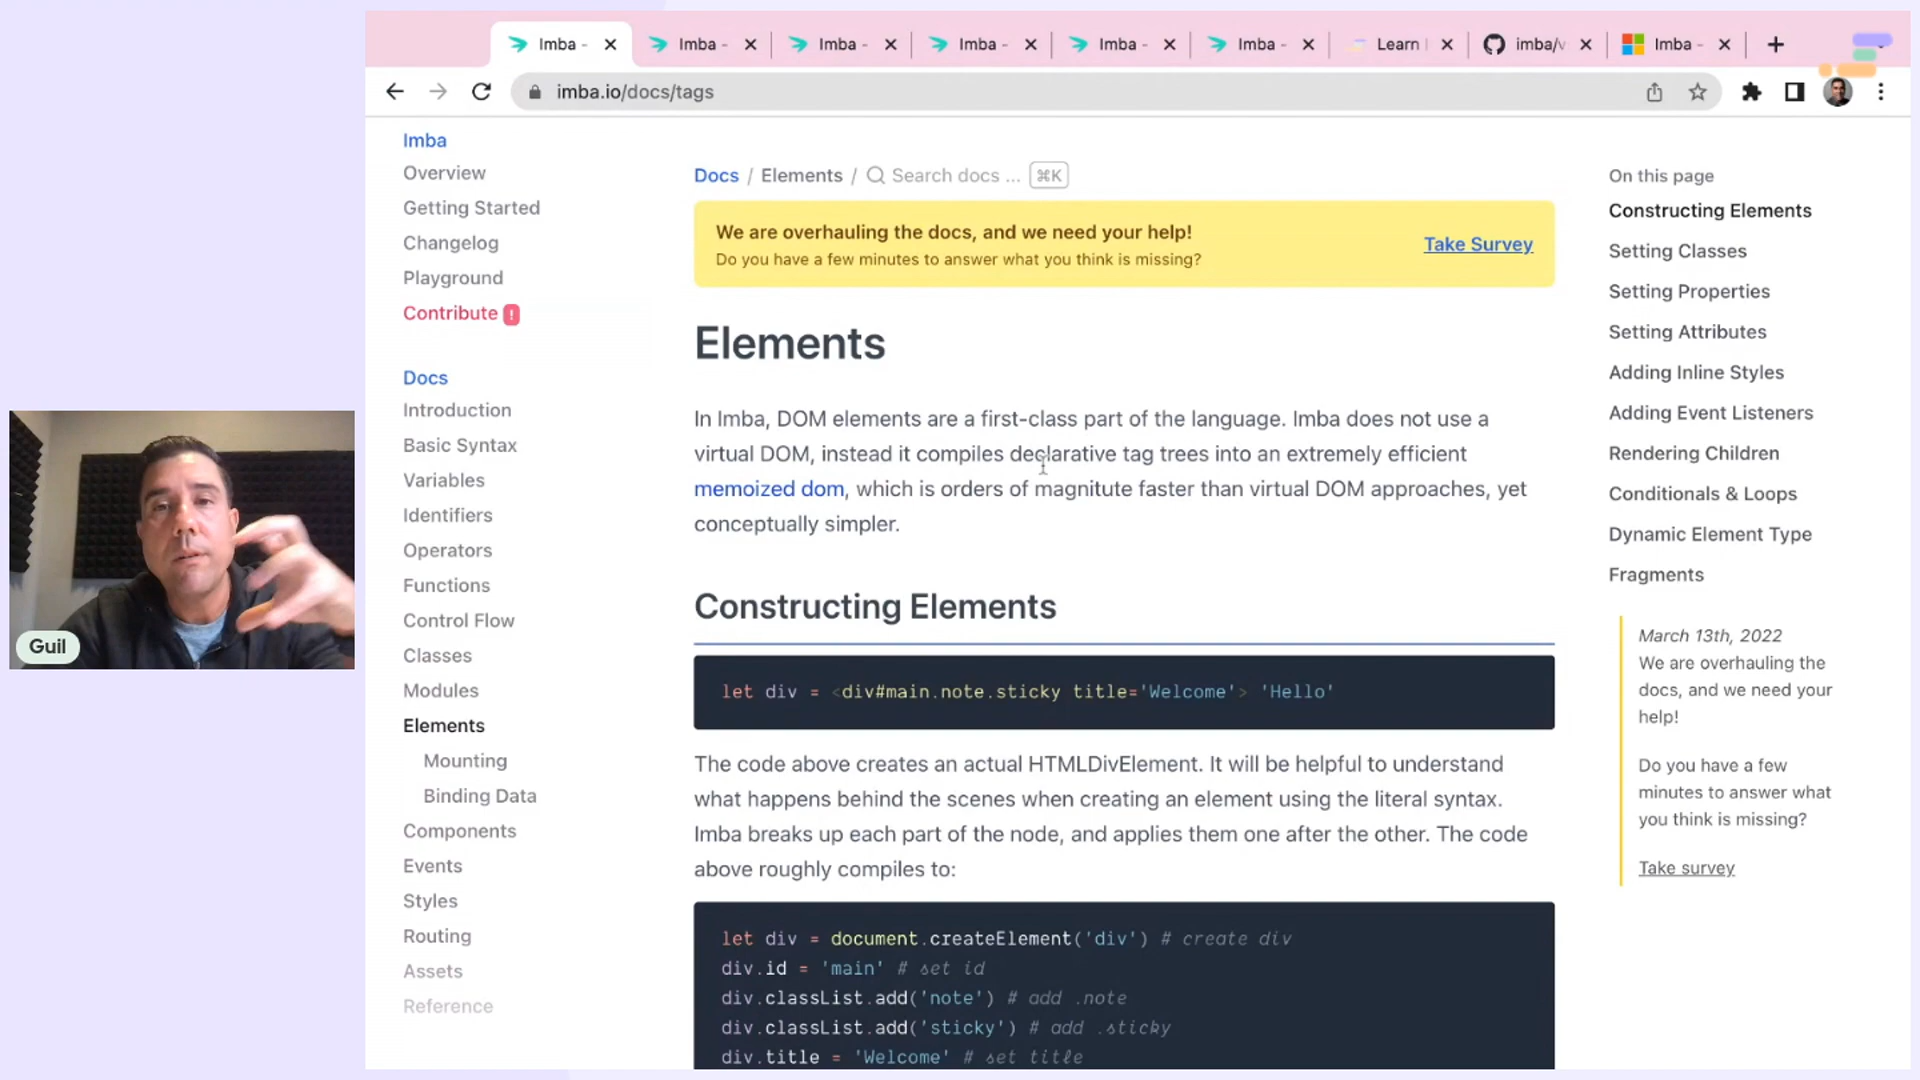 Imba -
Imba -
Imba -
Imba -
Imba -
Imba -
Learn
imba/v
Imba -
imba.io/docs/tags
Imba
Overview
Getting Started
Changelog
Playground
Contribute !
Docs
Introduction
Basic Syntax
Variables
Identifiers
Operators
Functions
Control Flow
Classes
Modules
Elements
Mounting
Binding Data
Components
Events
Styles
Routing
Assets
Reference
Docs / Elements / Search docs ... ⌘K
We are overhauling the docs, and we need your help!
Do you have a few minutes to answer what you think is missing?
Take Survey
Elements
In Imba, DOM elements are a first-class part of the language. Imba does not use a
virtual DOM, instead it compiles declarative tag trees into an extremely efficient
memoized dom, which is orders of magnitute faster than virtual DOM approaches, yet
conceptually simpler.
Constructing Elements
let div = <div#main.note.sticky title='Welcome'> 'Hello'
The code above creates an actual HTMLDivElement. It will be helpful to understand
what happens behind the scenes when creating an element using the literal syntax.
Imba breaks up each part of the node, and applies them one after the other. The code
above roughly compiles to:
let div = document.createElement('div') # create div
div.id = 'main' # set id
div.classList.add('note') # add .note
div.classList.add('sticky') # add .sticky
div.title = 'Welcome' # set title
On this page
Constructing Elements
Setting Classes
Setting Properties
Setting Attributes
Adding Inline Styles
Adding Event Listeners
Rendering Children
Conditionals & Loops
Dynamic Element Type
Fragments
March 13th, 2022
We are overhauling the
docs, and we need your
help!
Do you have a few
minutes to answer what
you think is missing?
Take survey
Guil